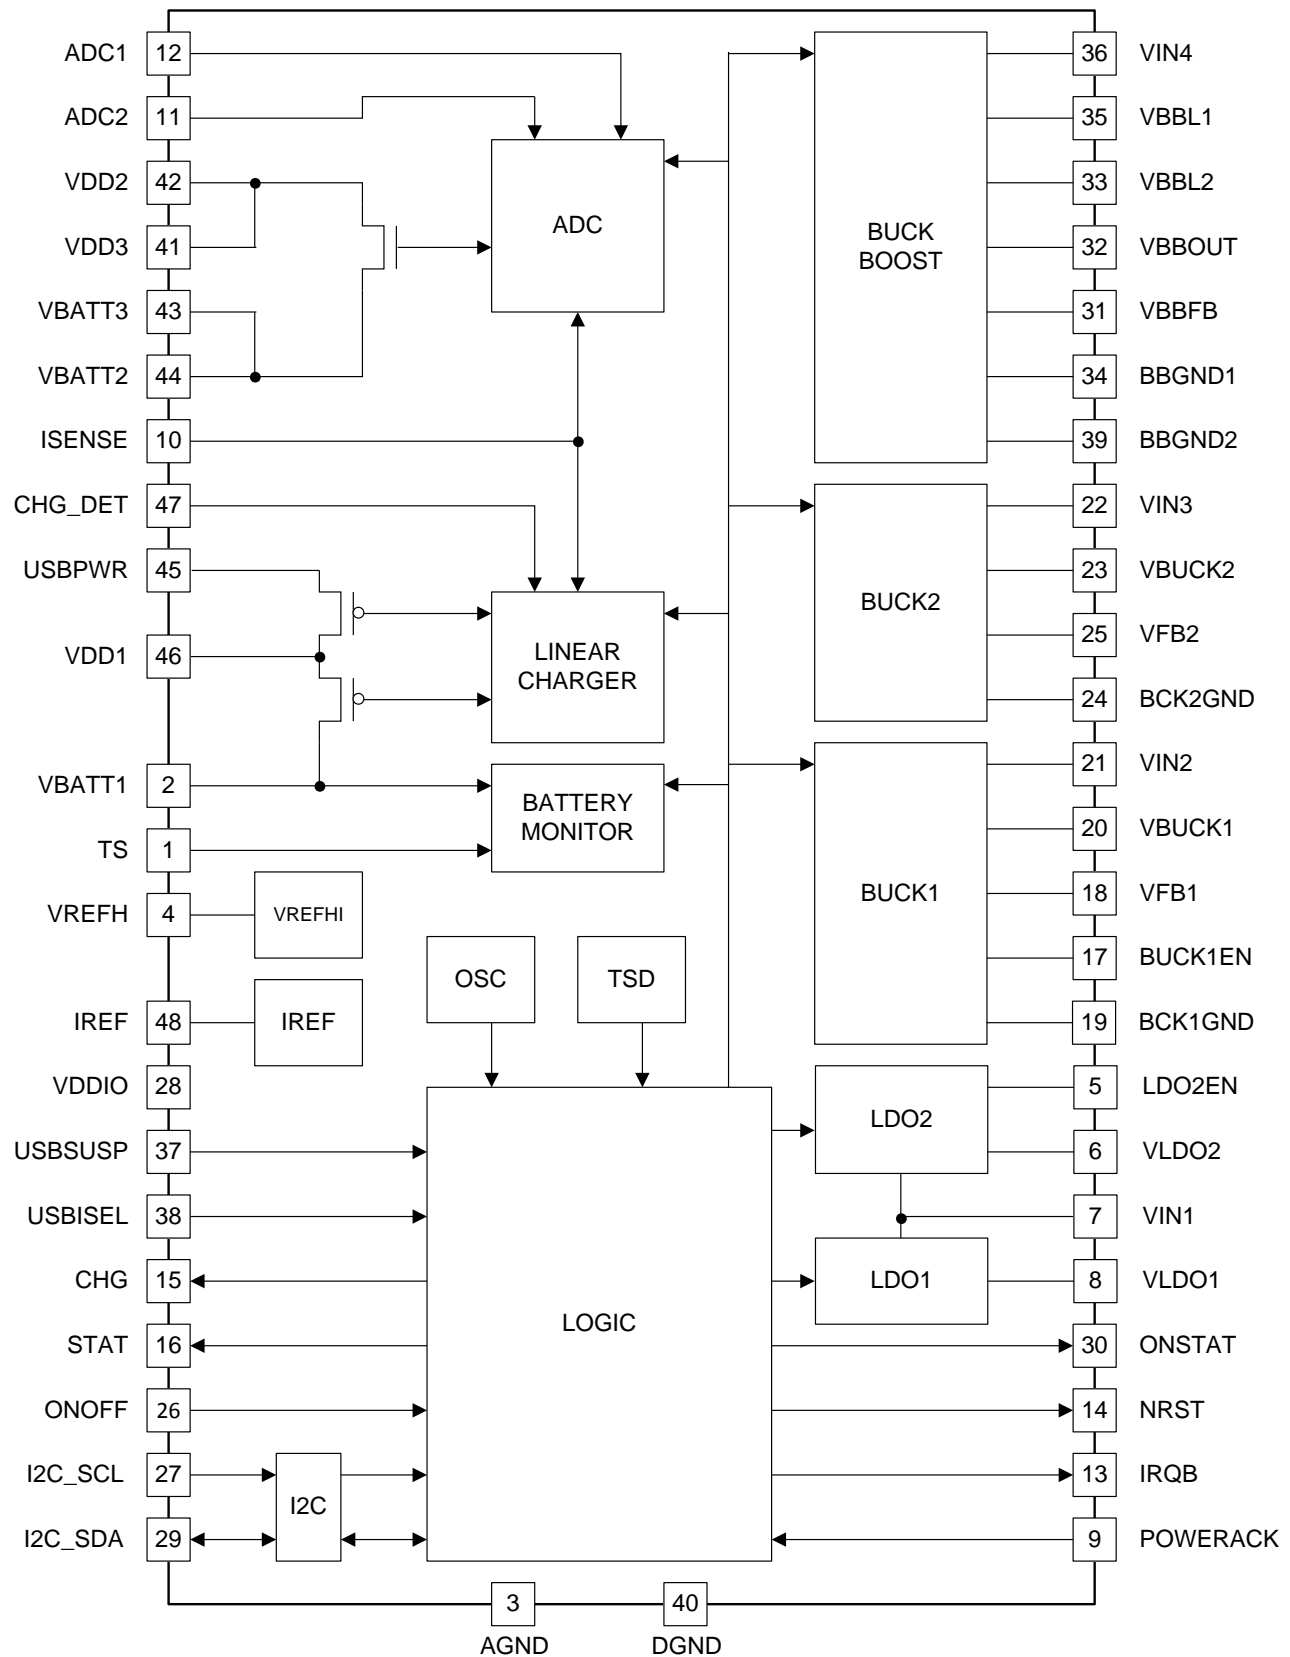 ADC1 12
ADC2 11
VDD2 42
VDD3 41
VBATT3 43
VBATT2 44
ISENSE 10
CHG_DET 47
USBPWR 45
VDD1 46
VBATT1 2
TS 1
VREFH 4
IREF 48
VDDIO 28
USBSUSP 37
USBISEL 38
CHG 15
STAT 16
ONOFF 26
I2C_SCL 27
I2C_SDA 29
ADC
LINEAR
CHARGER
BATTERY
MONITOR
VREFHI
IREF
OSC
TSD
LOGIC
I2C
BUCK
BOOST
BUCK2
BUCK1
LDO2
LDO1
36 VIN4
35 VBBL1
33 VBBL2
32 VBBOUT
31 VBBFB
34 BBGND1
39 BBGND2
22 VIN3
23 VBUCK2
25 VFB2
24 BCK2GND
21 VIN2
20 VBUCK1
18 VFB1
17 BUCK1EN
19 BCK1GND
5 LDO2EN
6 VLDO2
7 VIN1
8 VLDO1
30 ONSTAT
14 NRST
13 IRQB
9 POWERACK
3
AGND
40
DGND